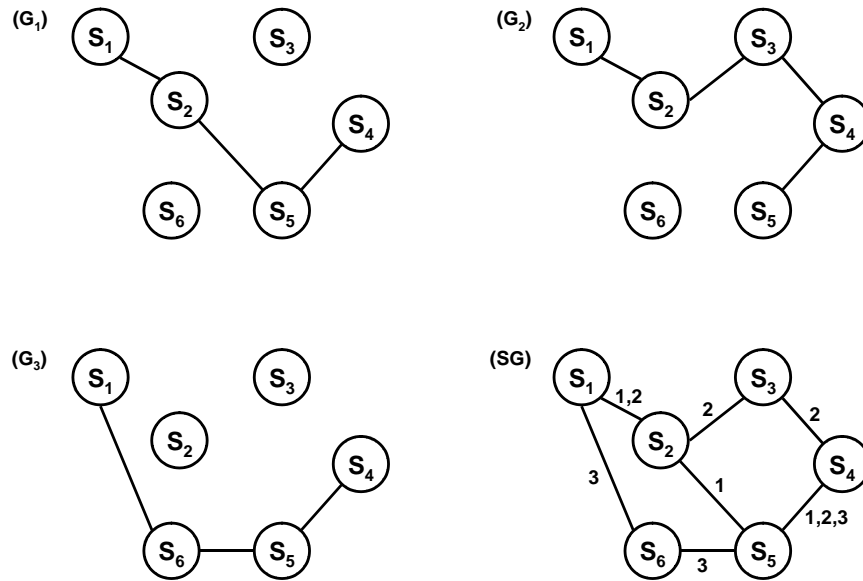 (G₁)
S₁
S₃
S₂
S₄
S₆
S₅
(G₂)
S₁
S₃
S₂
S₄
S₆
S₅
(G₃)
S₁
S₃
S₂
S₄
S₆
S₅
(SG)
S₁
S₃
1,2
2
2
S₂
S₄
3
1
1,2,3
S₆
S₅
3